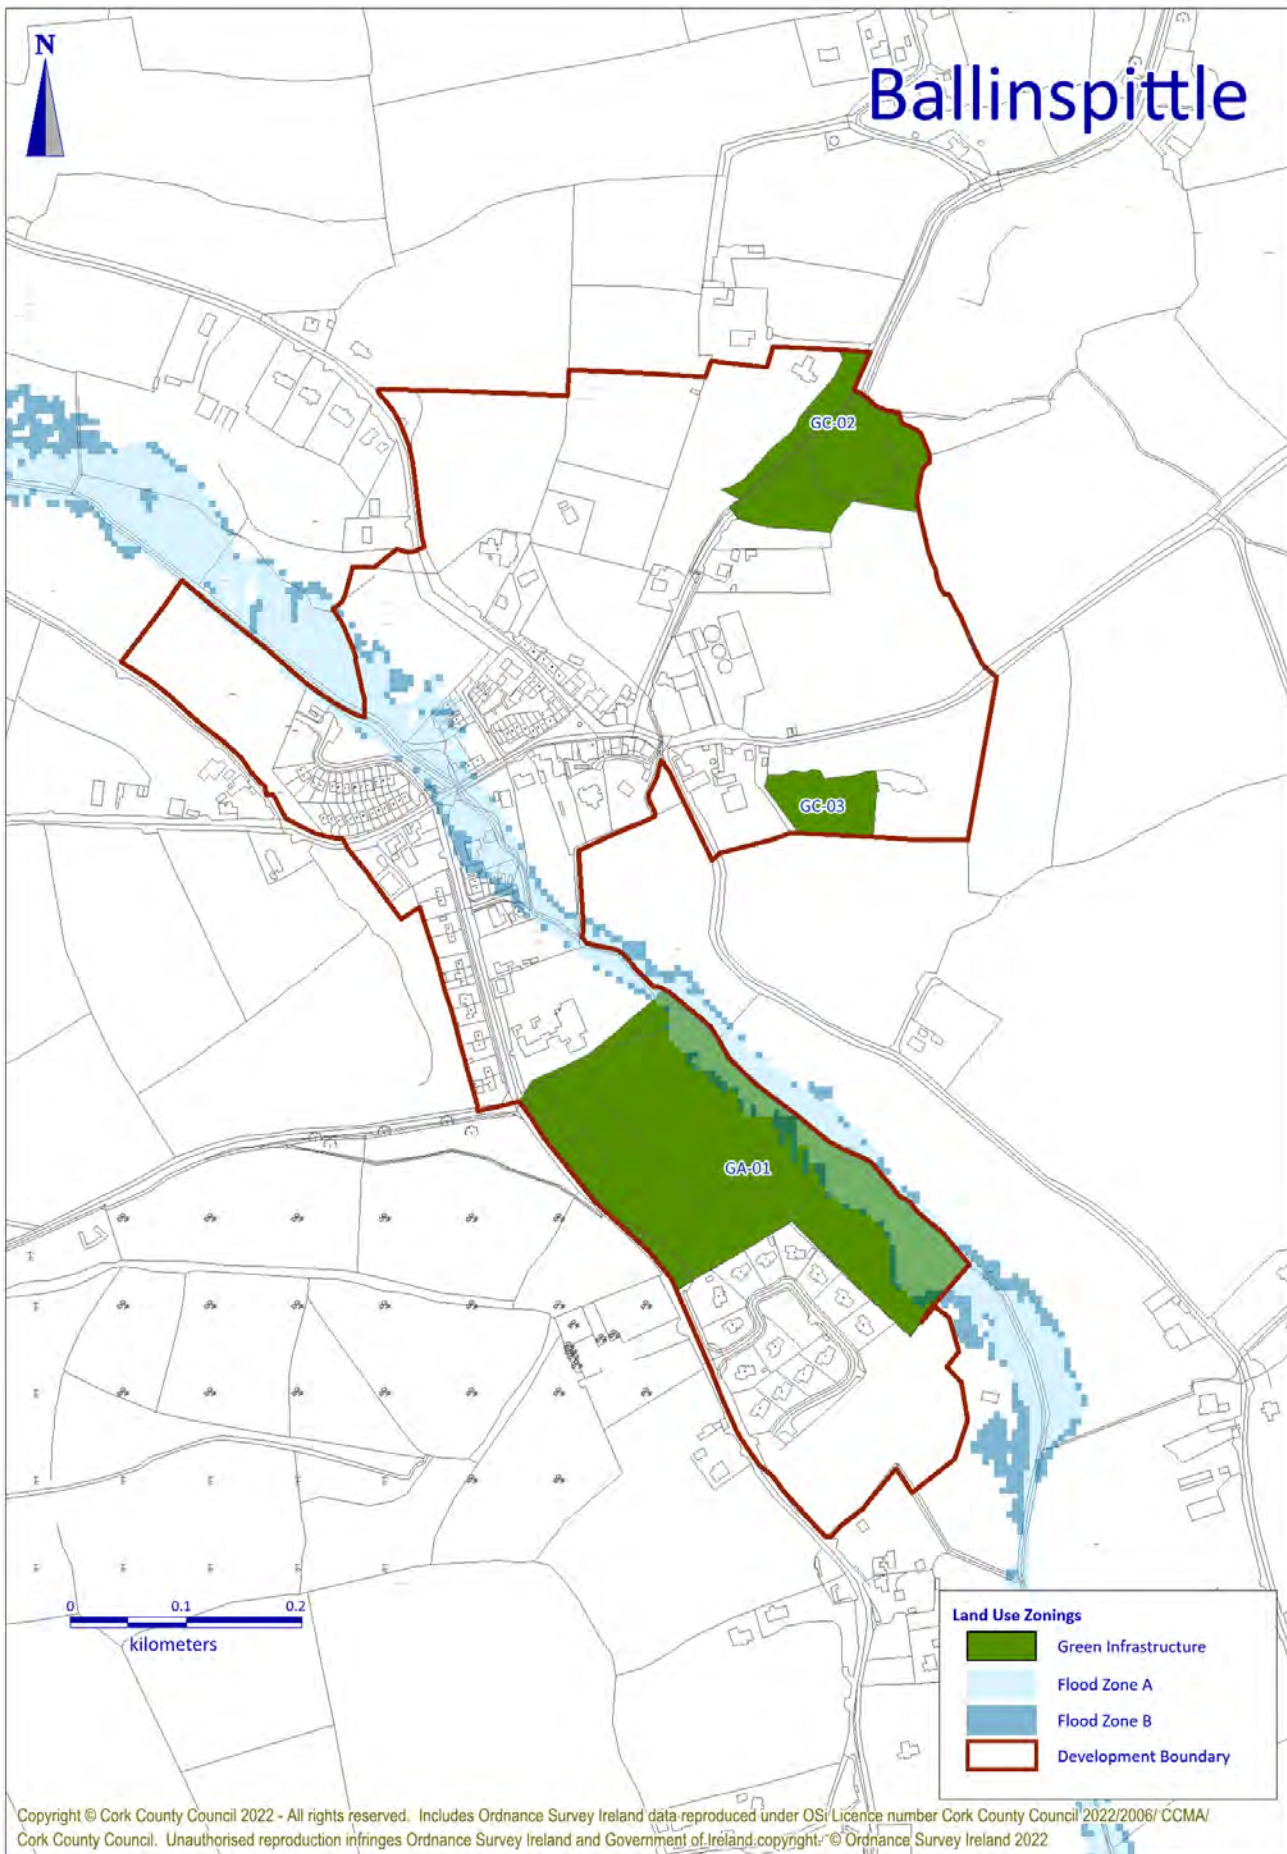 N
Ballinspittle
GC-02
GC-03
GA-01
0 0.1 0.2
kilometers
Land Use Zonings
Green Infrastructure
Flood Zone A
Flood Zone B
Development Boundary
Copyright © Cork County Council 2022 - All rights reserved. Includes Ordnance Survey Ireland data reproduced under OSi Licence number Cork County Council 2022/2006/ CCMA/
Cork County Council. Unauthorised reproduction infringes Ordnance Survey Ireland and Government of Ireland copyright. © Ordnance Survey Ireland 2022